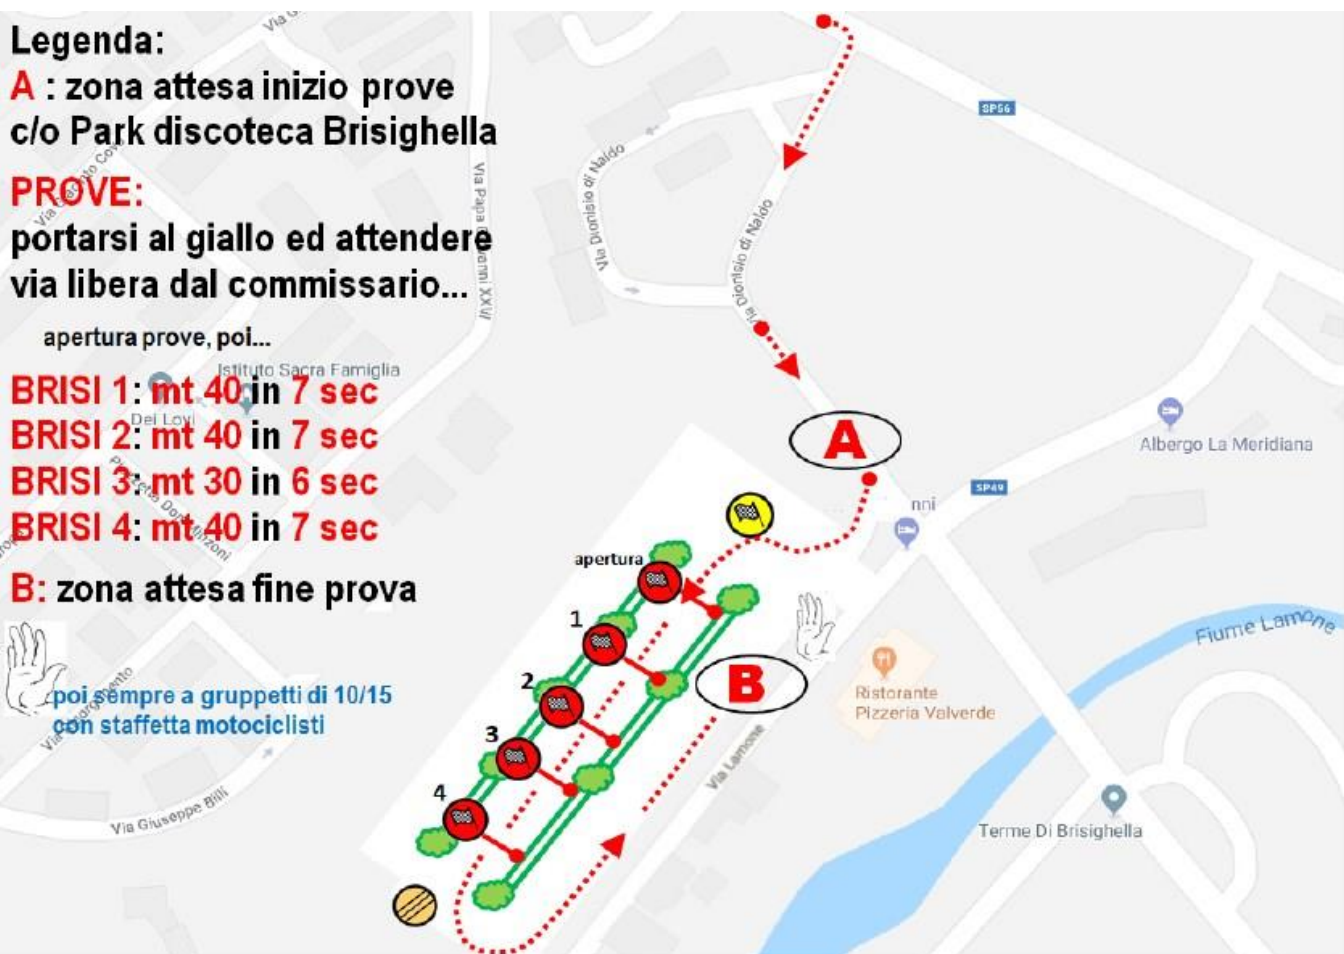 Legenda:
A : zona attesa inizio prove
c/o Park discoteca Brisighella
PROVE:
portarsi al giallo ed attendere
via libera dal commissario...
apertura prove, poi...
BRISI 1: mt 40 in 7 sec
BRISI 2: mt 40 in 7 sec
BRISI 3: mt 30 in 6 sec
BRISI 4: mt 40 in 7 sec
B: zona attesa fine prova
poi sempre a gruppetti di 10/15
con staffetta motociclisti
Istituto Sacra Famiglia
Dei Lovi
Via Giuseppe Billi
Via Dionisio di Naldo
Via Dionisio di Naldo
SP56
A
Albergo La Meridiana
SP49
nni
apertura
1
2
3
4
B
Fiume Lamone
Ristorante
Pizzeria Valverde
Via Lamone
Terme Di Brisighella